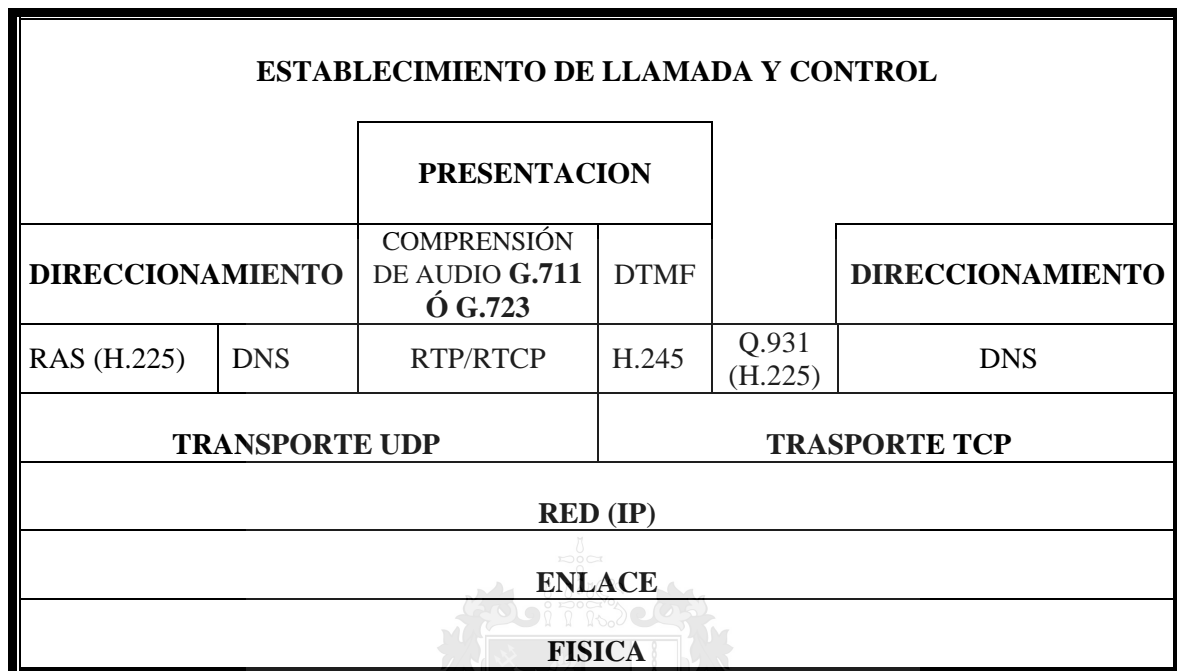 ESTABLECIMIENTO DE LLAMADA Y CONTROL
PRESENTACION
DIRECCIONAMIENTO
COMPRENSIÓN
DE AUDIO G.711
Ó G.723
DTMF
DIRECCIONAMIENTO
RAS (H.225)
DNS
RTP/RTCP
H.245
Q.931
(H.225)
DNS
TRANSPORTE UDP
TRASPORTE TCP
RED (IP)
ENLACE
FISICA